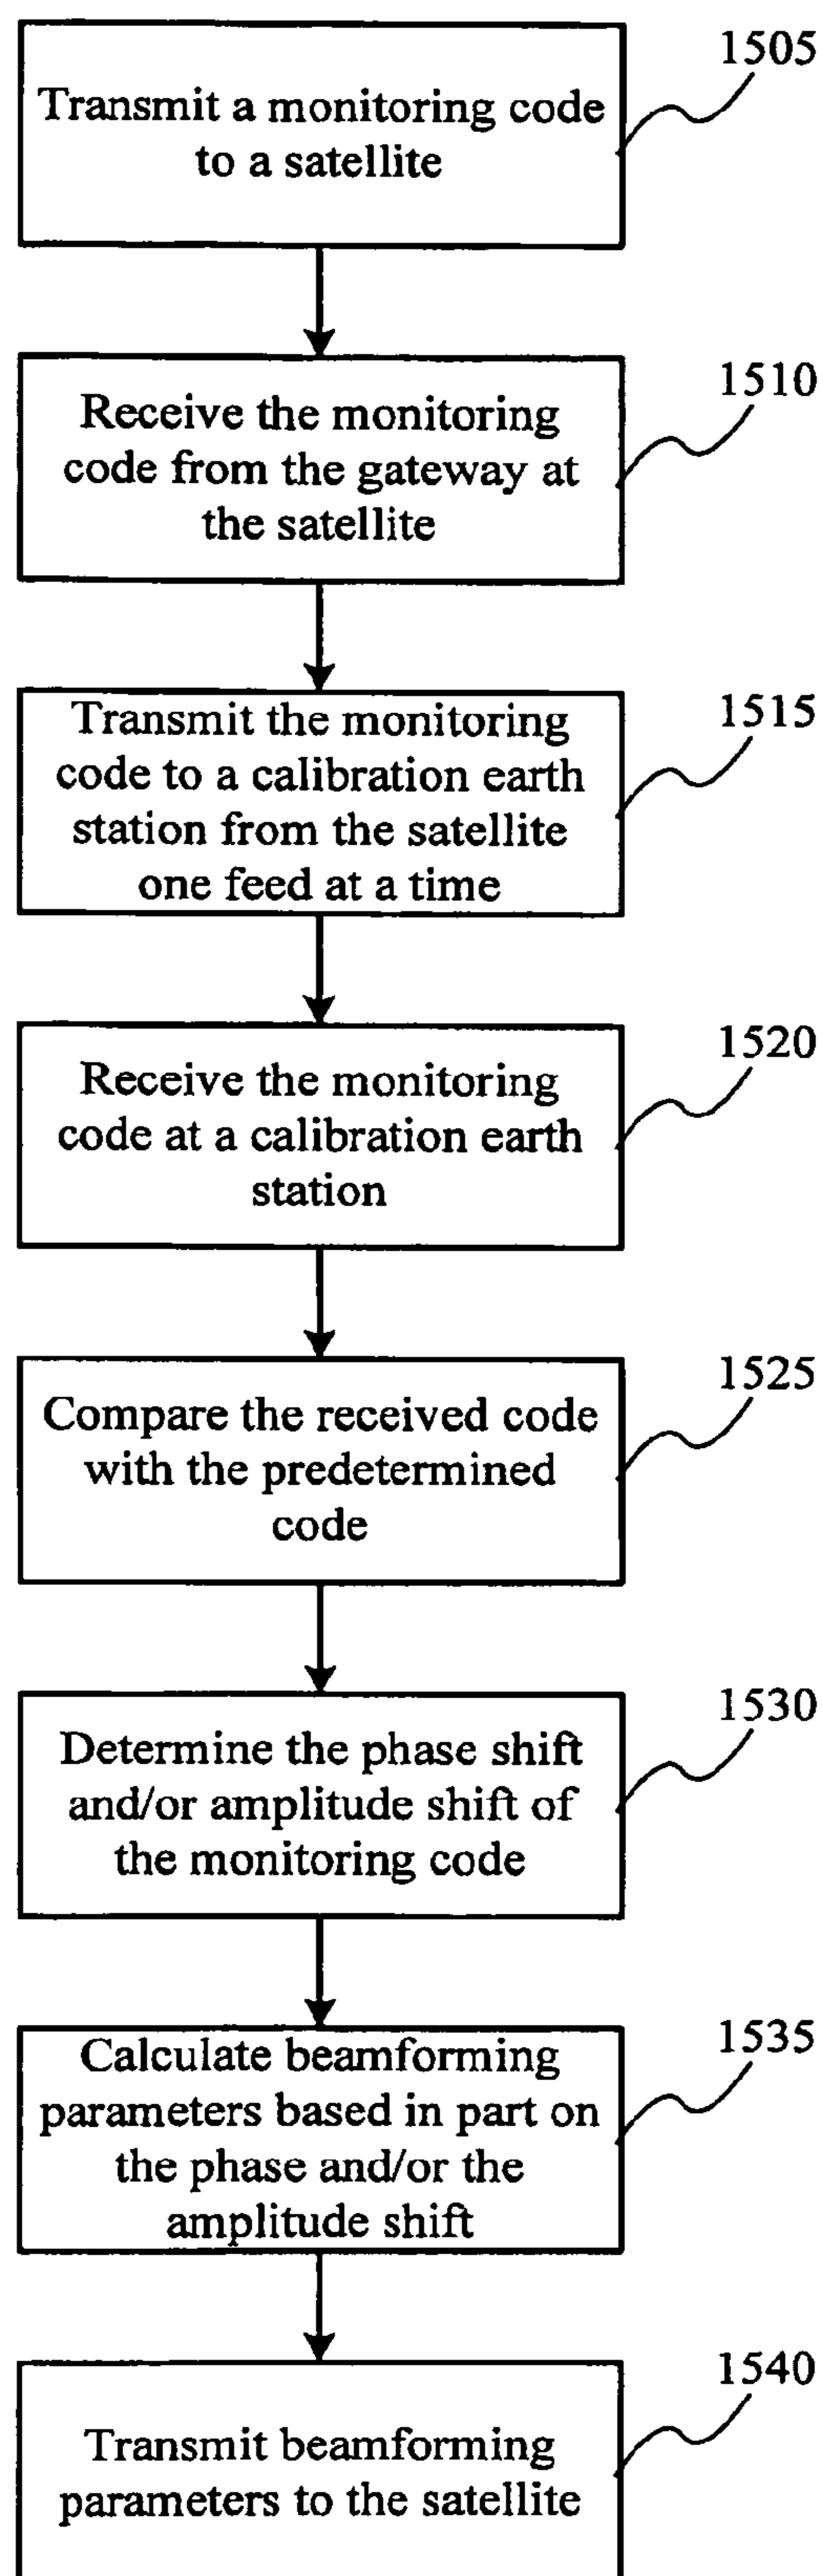 1505
Transmit a monitoring code
to a satellite
1510
Receive the monitoring
code from the gateway at
the satellite
1515
Transmit the monitoring
code to a calibration earth
station from the satellite
one feed at a time
1520
Receive the monitoring
code at a calibration earth
station
1525
Compare the received code
with the predetermined
code
1530
Determine the phase shift
and/or amplitude shift of
the monitoring code
1535
Calculate beamforming
parameters based in part on
the phase and/or the
amplitude shift
1540
Transmit beamforming
parameters to the satellite